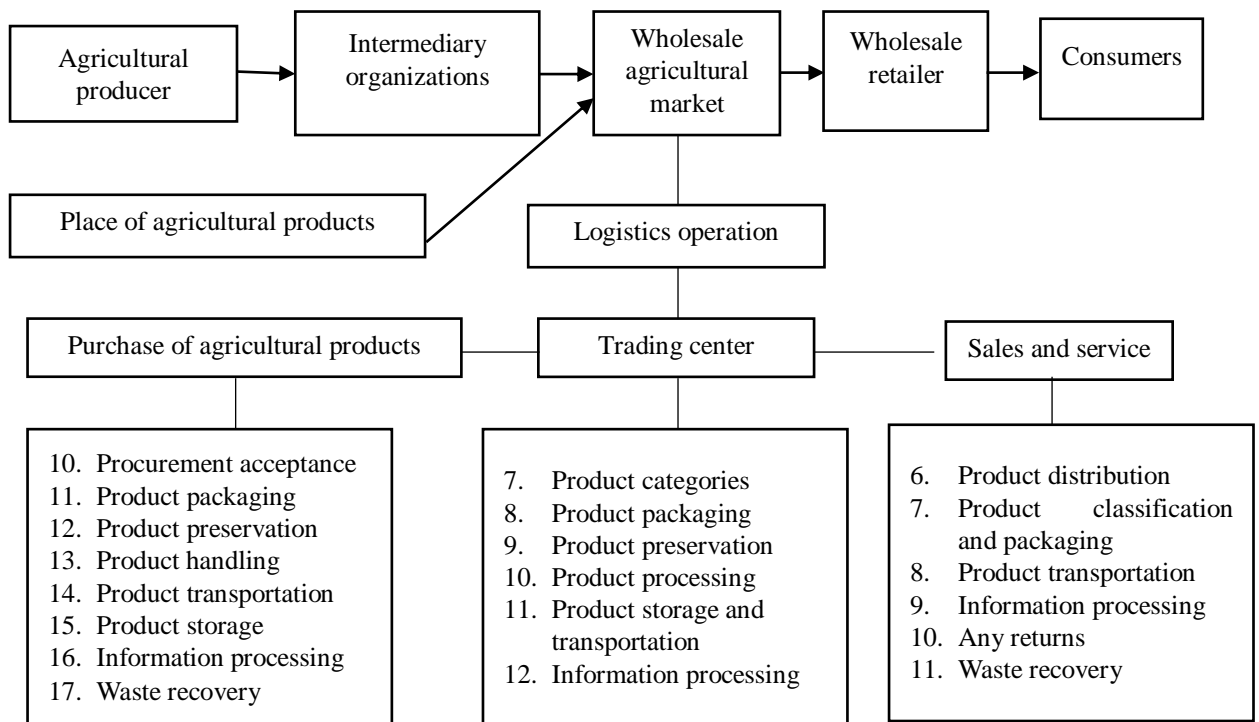 Agricultural
producer
Intermediary
organizations
Wholesale
agricultural
market
Wholesale
retailer
Consumers
Place of agricultural products
Logistics operation
Purchase of agricultural products
Trading center
Sales and service
10. Procurement acceptance
11. Product packaging
12. Product preservation
13. Product handling
14. Product transportation
15. Product storage
16. Information processing
17. Waste recovery
7. Product categories
8. Product packaging
9. Product preservation
10. Product processing
11. Product storage and
transportation
12. Information processing
6. Product distribution
7. Product classification
and packaging
8. Product transportation
9. Information processing
10. Any returns
11. Waste recovery